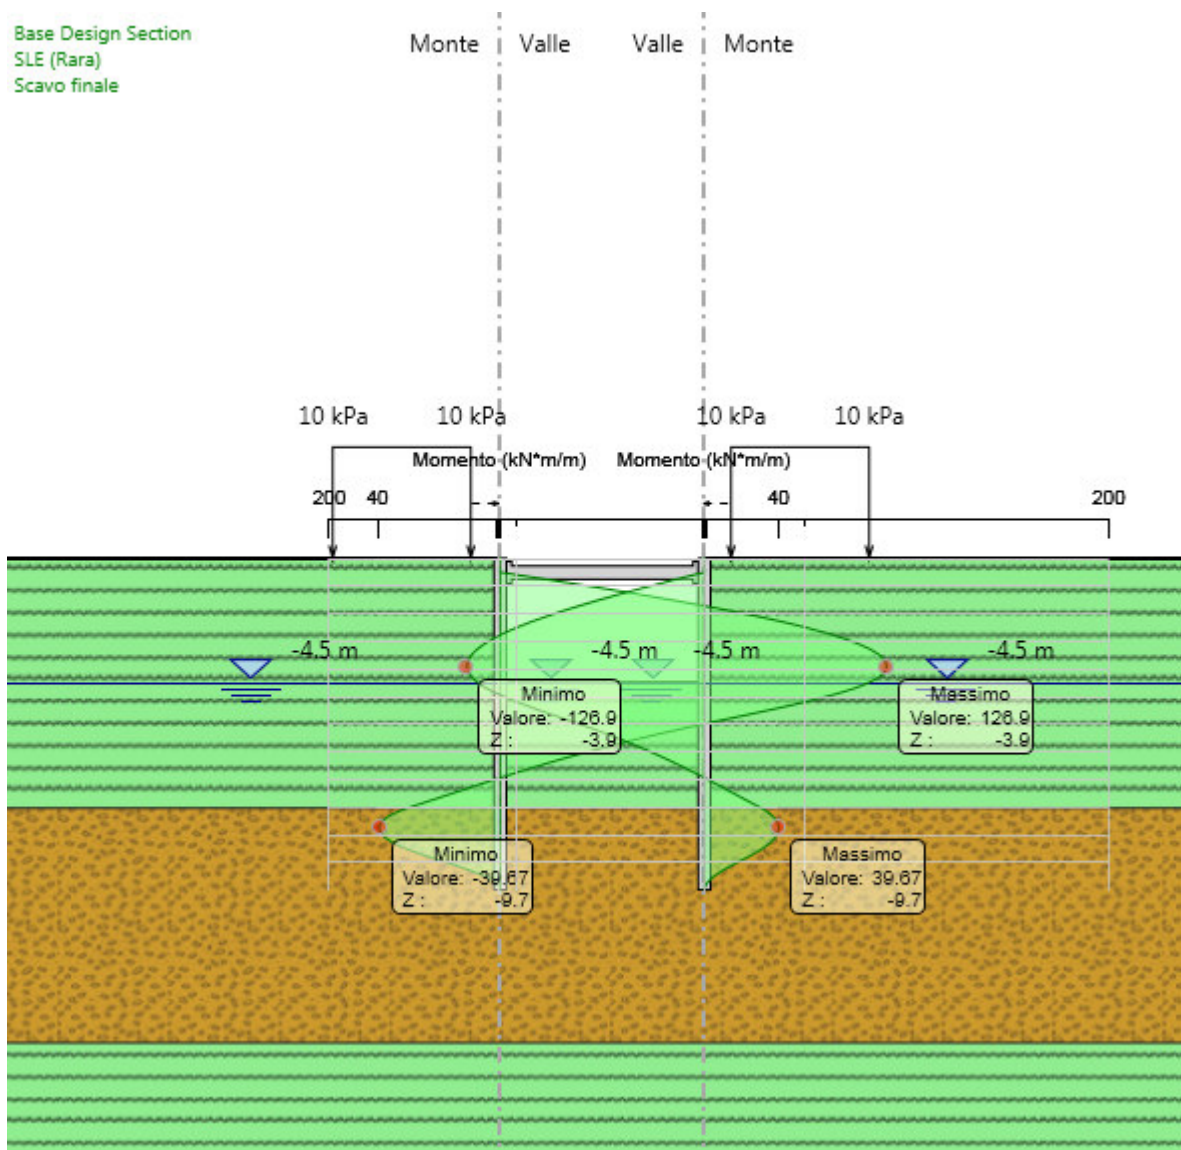 Base Design Section
SLE (Rara)
Scavo finale
Monte Valle Valle Monte
10 kPa 10 kPa 10 kPa 10 kPa
Momento (kN*m/m) Momento (kN*m/m)
200 40 40 200
-4.5 m -4.5 m -4.5 m -4.5 m
Minimo
Valore: -126.9
Z : -3.9
Massimo
Valore: 126.9
Z : -3.9
Minimo
Valore: -39.67
Z : -9.7
Massimo
Valore: 39.67
Z : -9.7